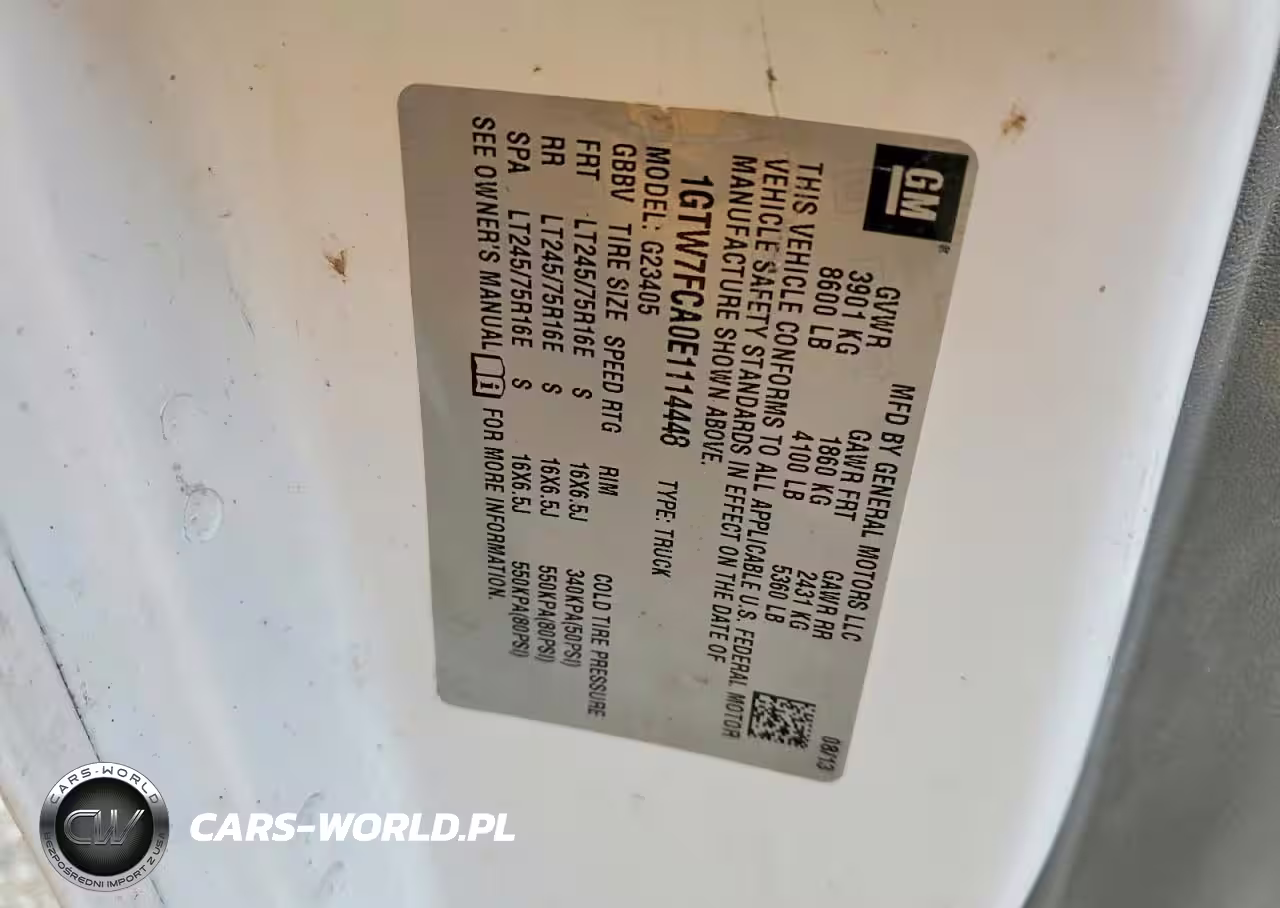 GM
MFD BY GENERAL MOTORS LLC
08/13
GVWR GAWR FRT GAWR RR
3901 KG 1860 KG 2431 KG
8600 LB 4100 LB 5360 LB
THIS VEHICLE CONFORMS TO ALL APPLICABLE U.S. FEDERAL MOTOR
VEHICLE SAFETY STANDARDS IN EFFECT ON THE DATE OF
MANUFACTURE SHOWN ABOVE.
1GTW7FCA0E1114448 TYPE: TRUCK
MODEL: G23405
GBBV TIRE SIZE SPEED RTG RIM COLD TIRE PRESSURE
FRT LT245/75R16E S 16X6.5J 340KPA(50PSI)
RR LT245/75R16E S 16X6.5J 550KPA(80PSI)
SPA LT245/75R16E S 16X6.5J 550KPA(80PSI)
SEE OWNER'S MANUAL i FOR MORE INFORMATION.
CARS-WORLD
CW
BEZPOŚREDNI IMPORT Z USA
CARS-WORLD.PL